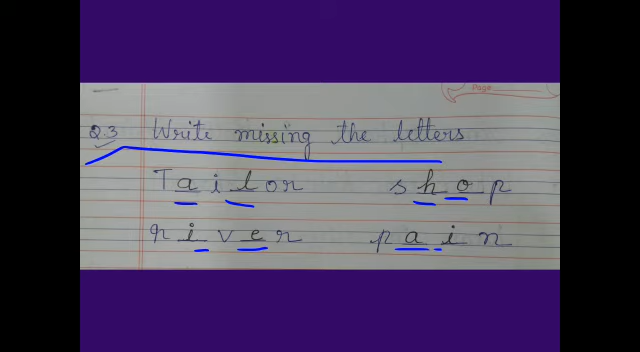 Page
Q.3 Write missing the letters
Tailor shop
river pain